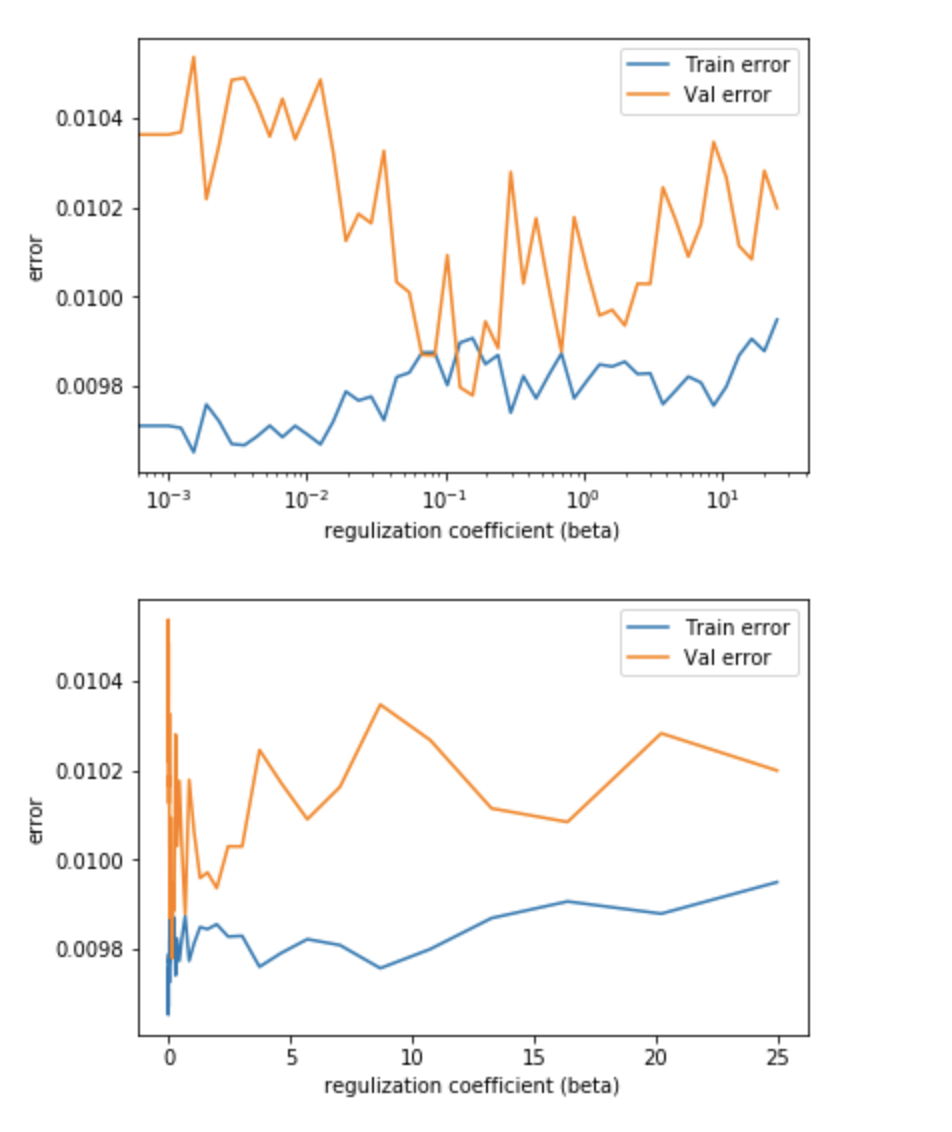 Train error
Val error
0.0104
0.0102
0.0100
0.0098
error
10⁻³ 10⁻² 10⁻¹ 10⁰ 10¹
regulization coefficient (beta)
Train error
Val error
0.0104
0.0102
0.0100
0.0098
error
0 5 10 15 20 25
regulization coefficient (beta)